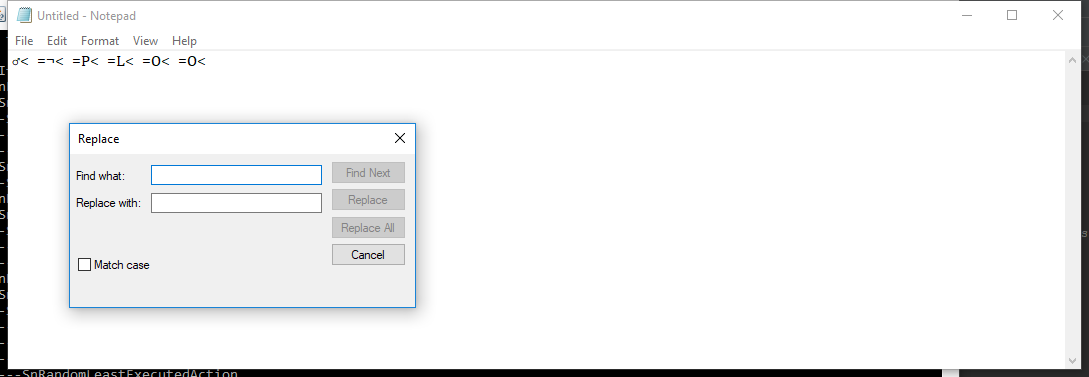 Untitled - Notepad
File Edit Format View Help
♂< =¬< =P< =L< =O< =O<
Replace
Find what:
Find Next
Replace with:
Replace
Replace All
Cancel
Match case
---SnRandomLeastExecutedAction